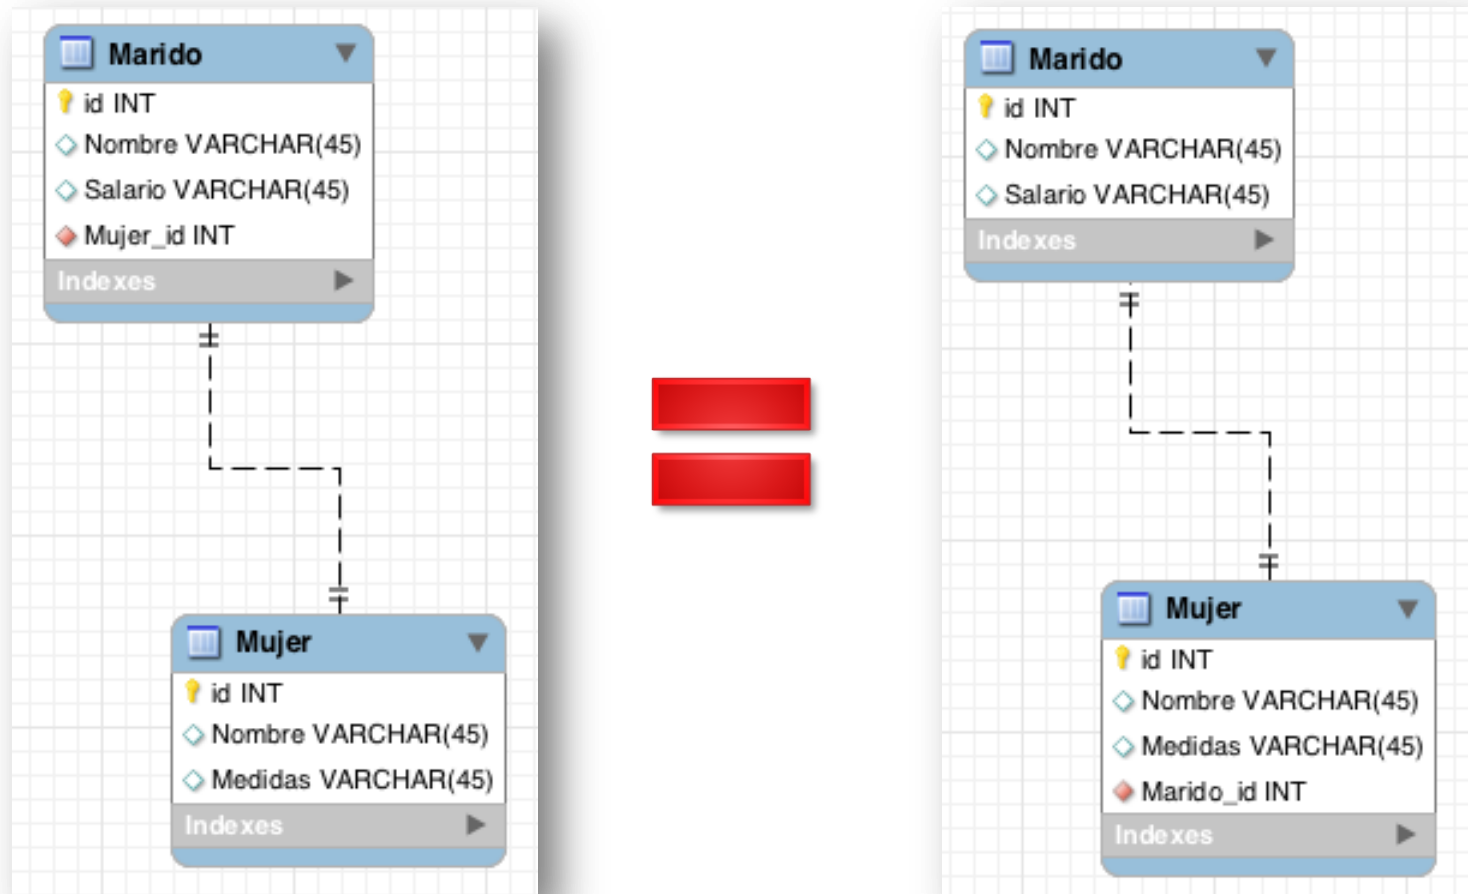 Marido
id INT
Nombre VARCHAR(45)
Salario VARCHAR(45)
Mujer_id INT
Indexes
Mujer
id INT
Nombre VARCHAR(45)
Medidas VARCHAR(45)
Indexes
Marido
id INT
Nombre VARCHAR(45)
Salario VARCHAR(45)
Indexes
Mujer
id INT
Nombre VARCHAR(45)
Medidas VARCHAR(45)
Marido_id INT
Indexes